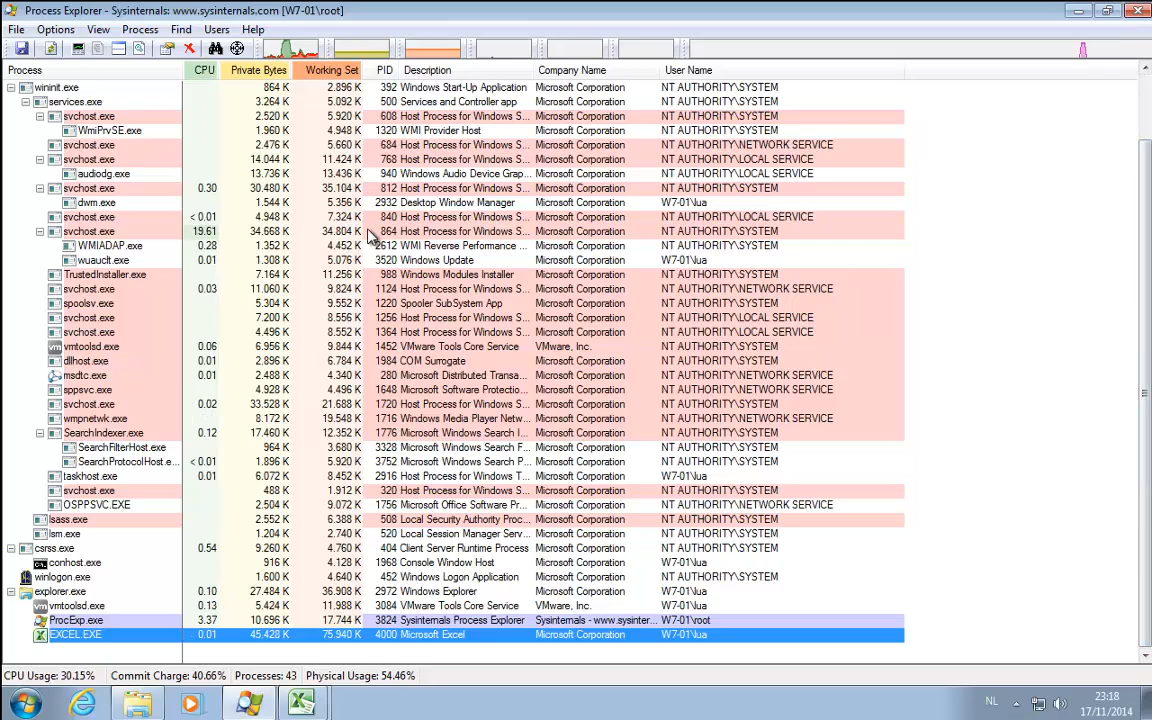 Process Explorer - Sysinternals: www.sysinternals.com [W7-01\root]
File Options View Process Find Users Help
Process CPU Private Bytes Working Set PID Description Company Name User Name
wininit.exe 864 K 2.896 K 392 Windows Start-Up Application Microsoft Corporation NT AUTHORITY\SYSTEM
services.exe 3.264 K 5.092 K 500 Services and Controller app Microsoft Corporation NT AUTHORITY\SYSTEM
svchost.exe 2.520 K 5.920 K 608 Host Process for Windows S... Microsoft Corporation NT AUTHORITY\SYSTEM
WmiPrvSE.exe 1.960 K 4.948 K 1320 WMI Provider Host Microsoft Corporation NT AUTHORITY\SYSTEM
svchost.exe 2.476 K 5.660 K 684 Host Process for Windows S... Microsoft Corporation NT AUTHORITY\NETWORK SERVICE
svchost.exe 14.044 K 11.424 K 768 Host Process for Windows S... Microsoft Corporation NT AUTHORITY\LOCAL SERVICE
audiodg.exe 13.736 K 13.436 K 940 Windows Audio Device Grap... Microsoft Corporation NT AUTHORITY\LOCAL SERVICE
svchost.exe 0.30 30.480 K 35.104 K 812 Host Process for Windows S... Microsoft Corporation NT AUTHORITY\SYSTEM
dwm.exe 1.544 K 5.356 K 2932 Desktop Window Manager Microsoft Corporation W7-01\lua
svchost.exe < 0.01 4.948 K 7.324 K 840 Host Process for Windows S... Microsoft Corporation NT AUTHORITY\LOCAL SERVICE
svchost.exe 19.61 34.668 K 34.804 K 864 Host Process for Windows S... Microsoft Corporation NT AUTHORITY\SYSTEM
WMIADAP.exe 0.28 1.352 K 4.452 K 2612 WMI Reverse Performance ... Microsoft Corporation NT AUTHORITY\SYSTEM
wuauclt.exe 0.01 1.308 K 5.076 K 3520 Windows Update Microsoft Corporation W7-01\lua
TrustedInstaller.exe 7.164 K 11.256 K 988 Windows Modules Installer Microsoft Corporation NT AUTHORITY\SYSTEM
svchost.exe 0.03 11.060 K 9.824 K 1124 Host Process for Windows S... Microsoft Corporation NT AUTHORITY\NETWORK SERVICE
spoolsv.exe 5.304 K 9.552 K 1220 Spooler SubSystem App Microsoft Corporation NT AUTHORITY\SYSTEM
svchost.exe 7.200 K 8.556 K 1256 Host Process for Windows S... Microsoft Corporation NT AUTHORITY\LOCAL SERVICE
svchost.exe 4.496 K 8.552 K 1364 Host Process for Windows S... Microsoft Corporation NT AUTHORITY\LOCAL SERVICE
vmtoolsd.exe 0.06 6.956 K 9.844 K 1452 VMware Tools Core Service VMware, Inc. NT AUTHORITY\SYSTEM
dllhost.exe 0.01 2.896 K 6.784 K 1984 COM Surrogate Microsoft Corporation NT AUTHORITY\SYSTEM
msdtc.exe 0.01 2.488 K 4.340 K 280 Microsoft Distributed Transa... Microsoft Corporation NT AUTHORITY\NETWORK SERVICE
sppsvc.exe 4.928 K 4.496 K 1648 Microsoft Software Protectio... Microsoft Corporation NT AUTHORITY\NETWORK SERVICE
svchost.exe 0.02 33.528 K 21.688 K 1720 Host Process for Windows S... Microsoft Corporation NT AUTHORITY\SYSTEM
wmpnetwk.exe 8.172 K 19.548 K 1716 Windows Media Player Netw... Microsoft Corporation NT AUTHORITY\NETWORK SERVICE
SearchIndexer.exe 0.12 17.460 K 12.352 K 1776 Microsoft Windows Search I... Microsoft Corporation NT AUTHORITY\SYSTEM
SearchFilterHost.exe 964 K 3.680 K 3328 Microsoft Windows Search F... Microsoft Corporation NT AUTHORITY\SYSTEM
SearchProtocolHost.e... < 0.01 1.896 K 5.920 K 3752 Microsoft Windows Search P... Microsoft Corporation NT AUTHORITY\SYSTEM
taskhost.exe 0.01 6.072 K 8.452 K 2916 Host Process for Windows T... Microsoft Corporation W7-01\lua
svchost.exe 488 K 1.912 K 320 Host Process for Windows S... Microsoft Corporation NT AUTHORITY\SYSTEM
OSPPSVC.EXE 2.504 K 9.072 K 1756 Microsoft Office Software Pr... Microsoft Corporation NT AUTHORITY\NETWORK SERVICE
lsass.exe 2.552 K 6.388 K 508 Local Security Authority Proc... Microsoft Corporation NT AUTHORITY\SYSTEM
lsm.exe 1.204 K 2.740 K 520 Local Session Manager Serv... Microsoft Corporation NT AUTHORITY\SYSTEM
csrss.exe 0.54 9.260 K 4.760 K 404 Client Server Runtime Process Microsoft Corporation NT AUTHORITY\SYSTEM
conhost.exe 916 K 4.128 K 1968 Console Window Host Microsoft Corporation W7-01\lua
winlogon.exe 1.600 K 4.640 K 452 Windows Logon Application Microsoft Corporation NT AUTHORITY\SYSTEM
explorer.exe 0.10 27.484 K 36.908 K 2972 Windows Explorer Microsoft Corporation W7-01\lua
vmtoolsd.exe 0.13 5.424 K 11.988 K 3084 VMware Tools Core Service VMware, Inc. W7-01\lua
ProcExp.exe 3.37 10.696 K 17.744 K 3824 Sysinternals Process Explorer Sysinternals - www.sysinter... W7-01\root
EXCEL.EXE 0.01 45.428 K 75.940 K 4000 Microsoft Excel Microsoft Corporation W7-01\lua
CPU Usage: 30.15% Commit Charge: 40.66% Processes: 43 Physical Usage: 54.46%
NL 23:18
17/11/2014